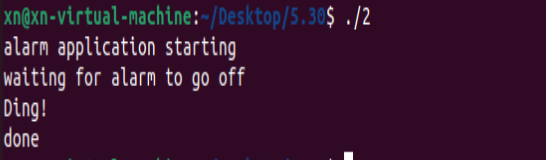 xn@xn-virtual-machine:~/Desktop/5.30$ ./2
alarm application starting
waiting for alarm to go off
Ding!
done